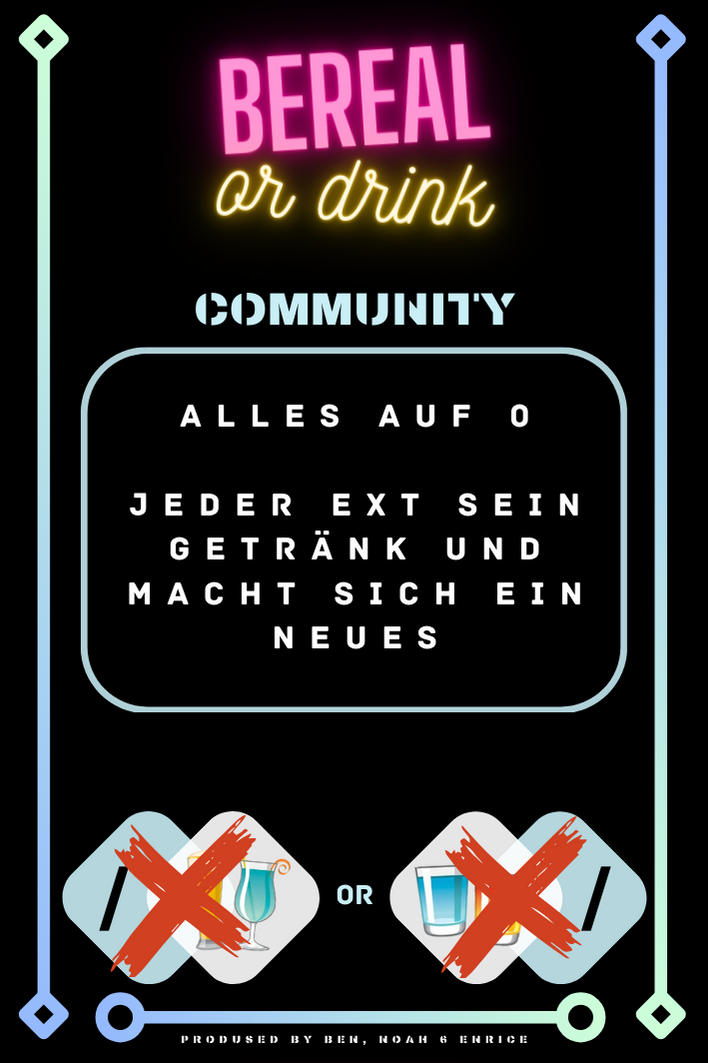 BEREAL
or drink
COMMUNITY
ALLES AUF 0
JEDER EXT SEIN
GETRÄNK UND
MACHT SICH EIN
NEUES
/ OR /
PRODUSED BY BEN, NOAH & ENRICE